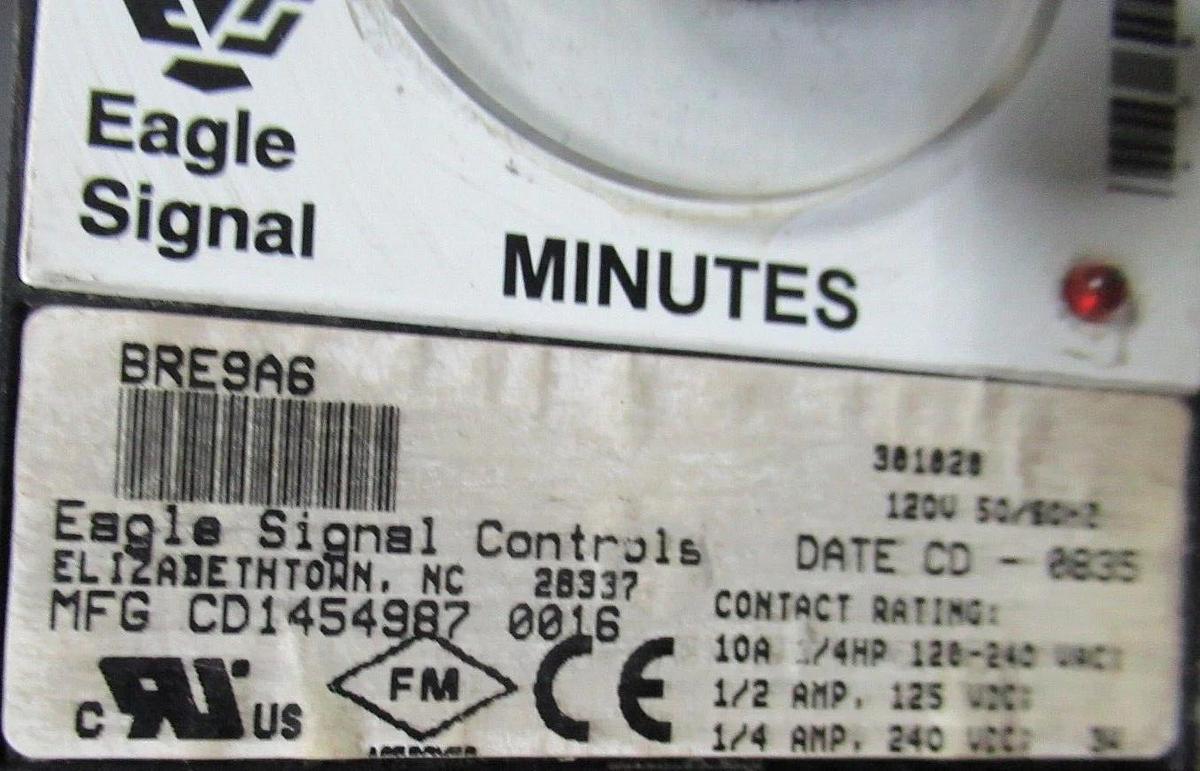 Eagle
Signal
MINUTES
BRE9A6
301020
120V 50/60HZ
Eagle Signal Controls
DATE CD - 0835
ELIZABETHTOWN, NC 28337
MFG CD1454987 0016
CONTACT RATING:
10A 1/4HP 120-240 VAC;
1/2 AMP, 125 VDC;
1/4 AMP, 240 VDC; 3W
C US
FM
CE